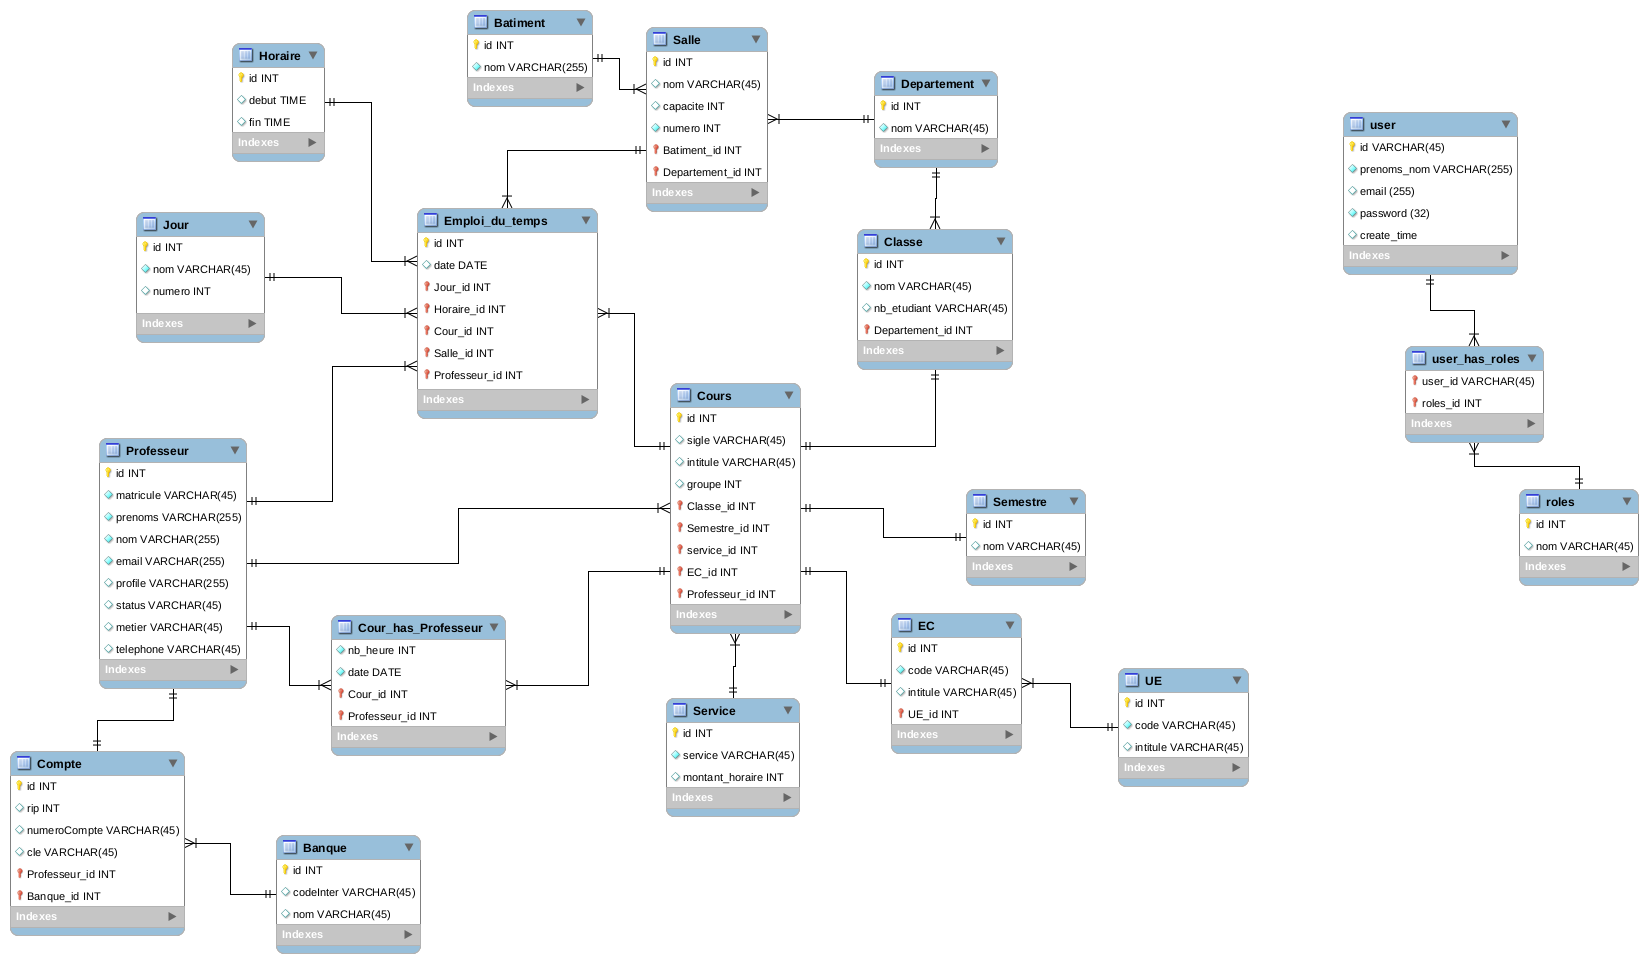 Batiment
id INT
nom VARCHAR(255)
Indexes
Salle
id INT
nom VARCHAR(45)
capacite INT
numero INT
Batiment_id INT
Departement_id INT
Indexes
Horaire
id INT
debut TIME
fin TIME
Indexes
Departement
id INT
nom VARCHAR(45)
Indexes
user
id VARCHAR(45)
prenoms_nom VARCHAR(255)
email (255)
password (32)
create_time
Indexes
Jour
id INT
nom VARCHAR(45)
numero INT
Indexes
Emploi_du_temps
id INT
date DATE
Jour_id INT
Horaire_id INT
Cour_id INT
Salle_id INT
Professeur_id INT
Indexes
Classe
id INT
nom VARCHAR(45)
nb_etudiant VARCHAR(45)
Departement_id INT
Indexes
user_has_roles
user_id VARCHAR(45)
roles_id INT
Indexes
Cours
id INT
sigle VARCHAR(45)
intitule VARCHAR(45)
groupe INT
Classe_id INT
Semestre_id INT
service_id INT
EC_id INT
Professeur_id INT
Indexes
Professeur
id INT
matricule VARCHAR(45)
prenoms VARCHAR(255)
nom VARCHAR(255)
email VARCHAR(255)
profile VARCHAR(255)
status VARCHAR(45)
metier VARCHAR(45)
telephone VARCHAR(45)
Indexes
Semestre
id INT
nom VARCHAR(45)
Indexes
roles
id INT
nom VARCHAR(45)
Indexes
Cour_has_Professeur
nb_heure INT
date DATE
Cour_id INT
Professeur_id INT
Indexes
EC
id INT
code VARCHAR(45)
intitule VARCHAR(45)
UE_id INT
Indexes
UE
id INT
code VARCHAR(45)
intitule VARCHAR(45)
Indexes
Service
id INT
service VARCHAR(45)
montant_horaire INT
Indexes
Compte
id INT
rip INT
numeroCompte VARCHAR(45)
cle VARCHAR(45)
Professeur_id INT
Banque_id INT
Indexes
Banque
id INT
codeInter VARCHAR(45)
nom VARCHAR(45)
Indexes